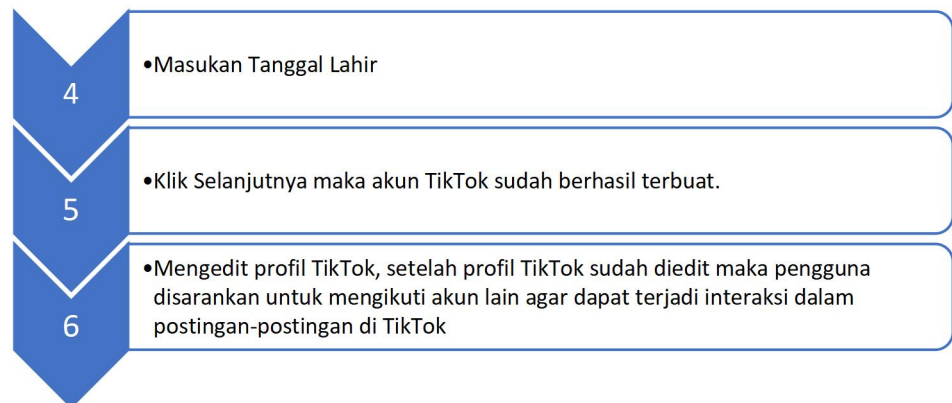 4
•Masukan Tanggal Lahir
5
•Klik Selanjutnya maka akun TikTok sudah berhasil terbuat.
6
•Mengedit profil TikTok, setelah profil TikTok sudah diedit maka pengguna
disarankan untuk mengikuti akun lain agar dapat terjadi interaksi dalam
postingan-postingan di TikTok